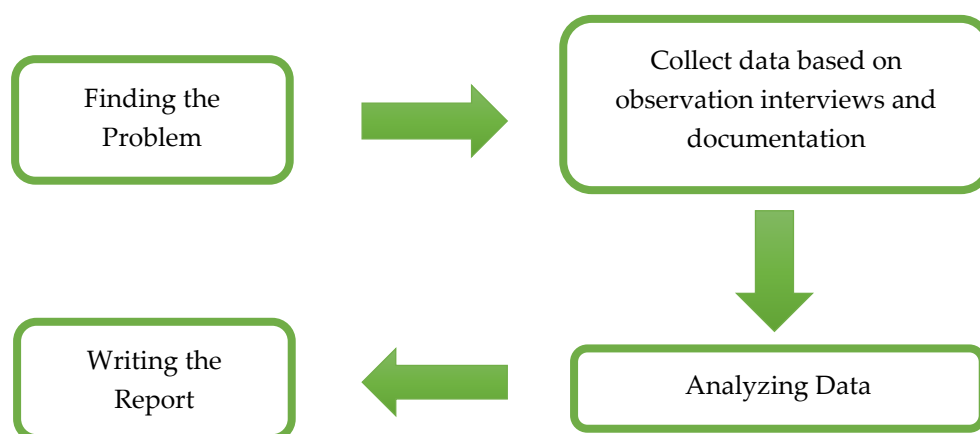 Finding the
Problem
Collect data based on
observation interviews and
documentation
Analyzing Data
Writing the
Report